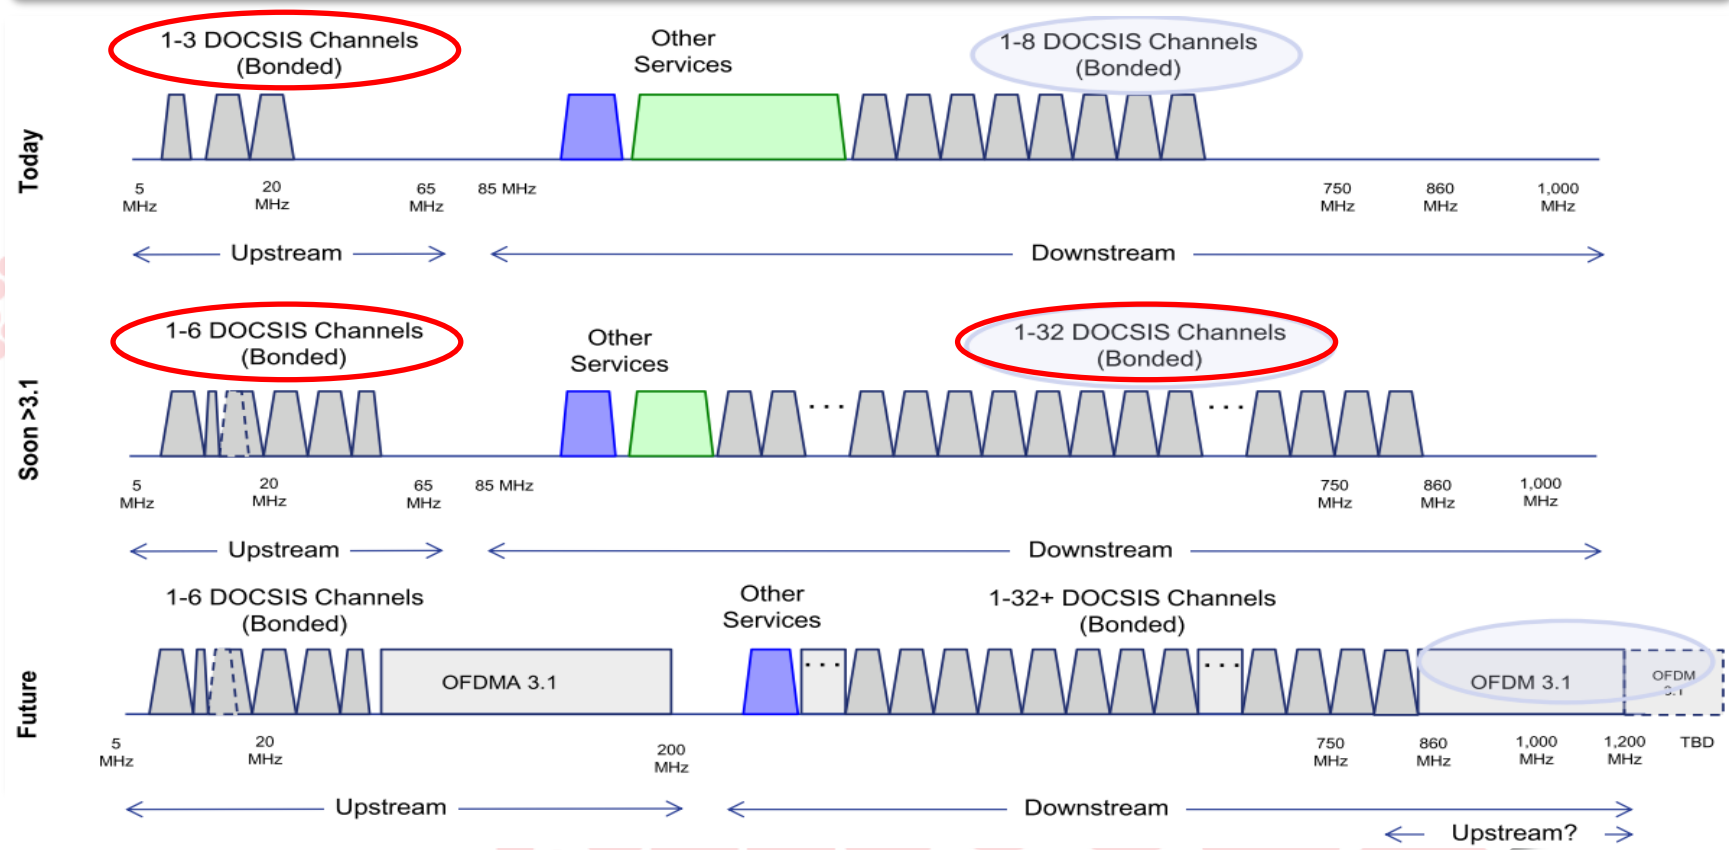 1-3 DOCSIS Channels
(Bonded)
Other
Services
1-8 DOCSIS Channels
(Bonded)
Today
5
MHz
20
MHz
65
MHz
85 MHz
750
MHz
860
MHz
1,000
MHz
Upstream
Downstream
1-6 DOCSIS Channels
(Bonded)
Other
Services
1-32 DOCSIS Channels
(Bonded)
...
...
Soon >3.1
5
MHz
20
MHz
65
MHz
85 MHz
750
MHz
860
MHz
1,000
MHz
Upstream
Downstream
1-6 DOCSIS Channels
(Bonded)
Other
Services
1-32+ DOCSIS Channels
(Bonded)
Future
OFDMA 3.1
...
...
OFDM 3.1
OFDM
3.1
5
MHz
20
MHz
200
MHz
750
MHz
860
MHz
1,000
MHz
1,200
MHz
TBD
Upstream
Downstream
Upstream?